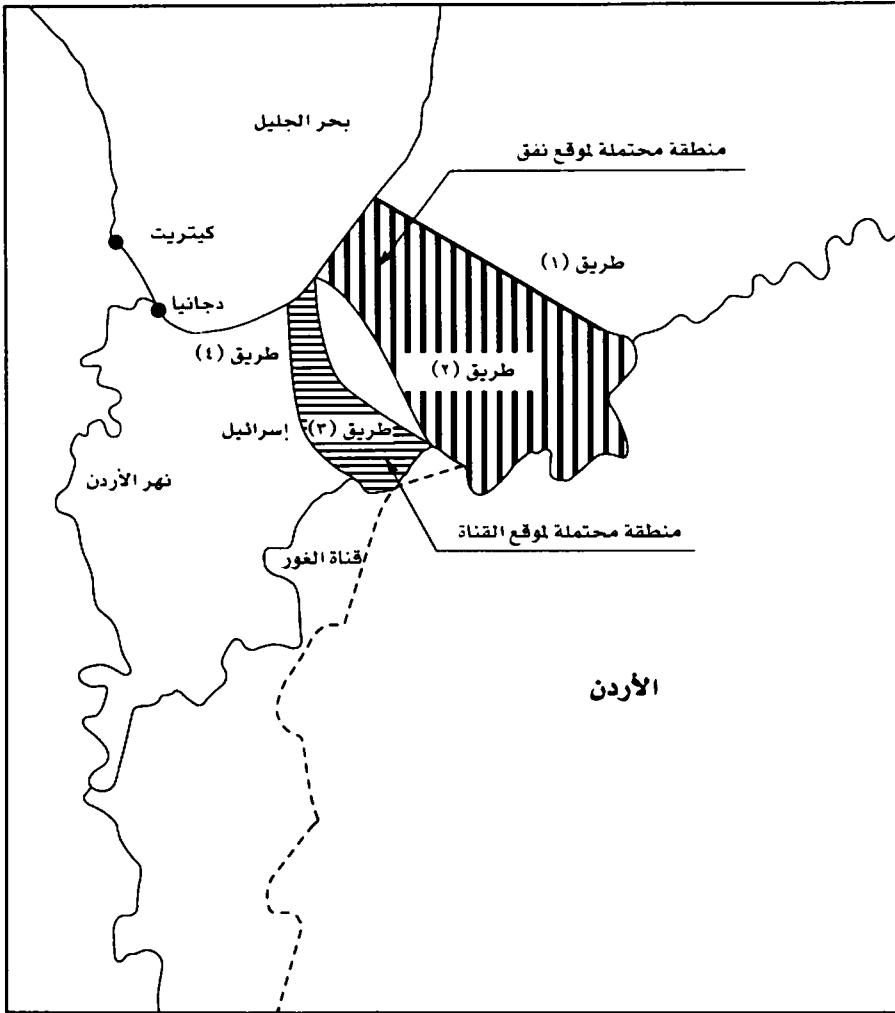 بحر الجليل
منطقة محتملة لموقع نفق
كيتريت
طريق (١)
دجانيا
طريق (٤)
طريق (٢)
إسرائيل
طريق (٣)
نهر الأردن
منطقة محتملة لموقع القناة
قناة الغور
الأردن